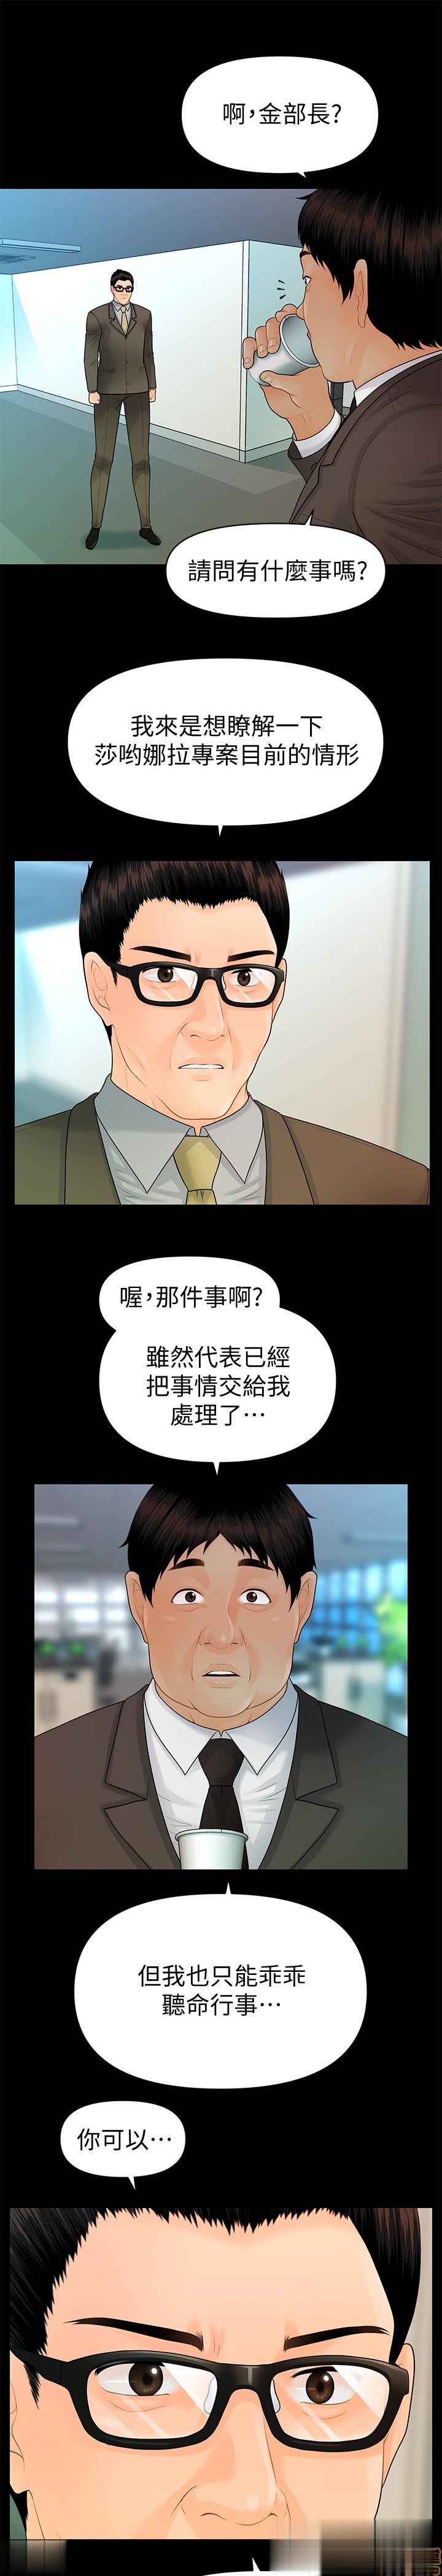 啊，金部長?
請問有什麼事嗎?
我來是想瞭解一下
莎喲娜拉專案目前的情形
喔，那件事啊?
雖然代表已經
把事情交給我
處理了…
但我也只能乖乖
聽命行事…
你可以…